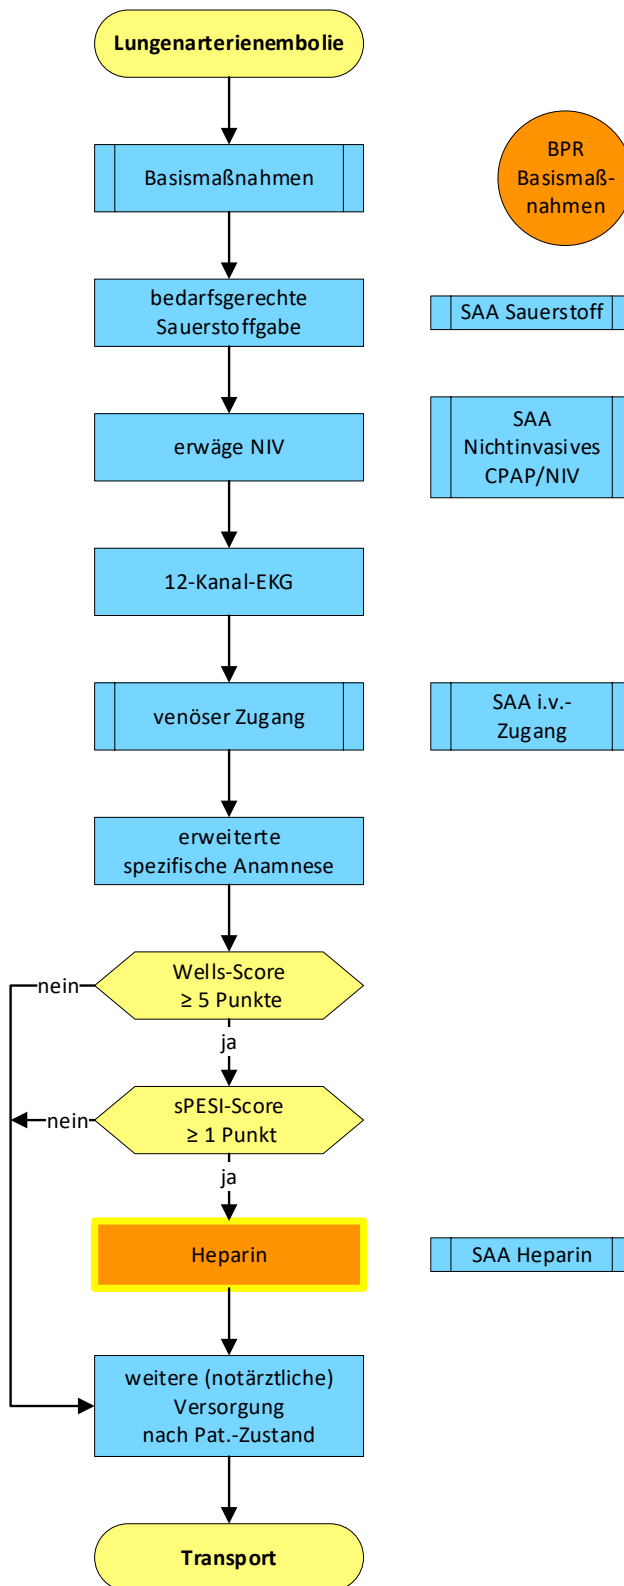 Lungenarterienembolie
Basismaßnahmen
BPR
Basismaß-
nahmen
bedarfsgerechte
Sauerstoffgabe
SAA Sauerstoff
erwäge NIV
SAA
Nichtinvasives
CPAP/NIV
12-Kanal-EKG
venöser Zugang
SAA i.v.-
Zugang
erweiterte
spezifische Anamnese
Wells-Score
≥ 5 Punkte
nein
ja
sPESI-Score
≥ 1 Punkt
nein
ja
Heparin
SAA Heparin
weitere (notärztliche)
Versorgung
nach Pat.-Zustand
Transport